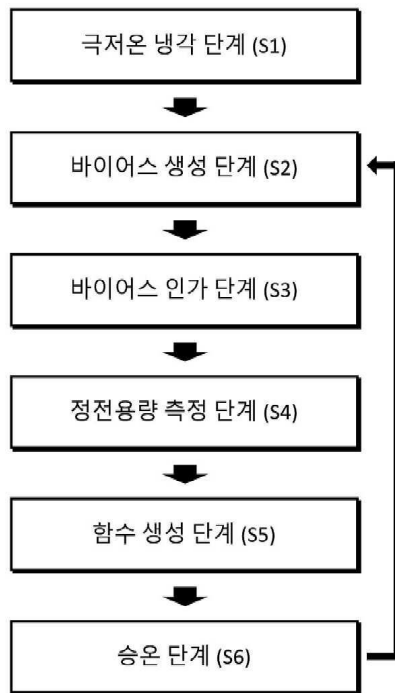 극저온 냉각 단계 (S1)
바이어스 생성 단계 (S2)
바이어스 인가 단계 (S3)
정전용량 측정 단계 (S4)
함수 생성 단계 (S5)
승온 단계 (S6)